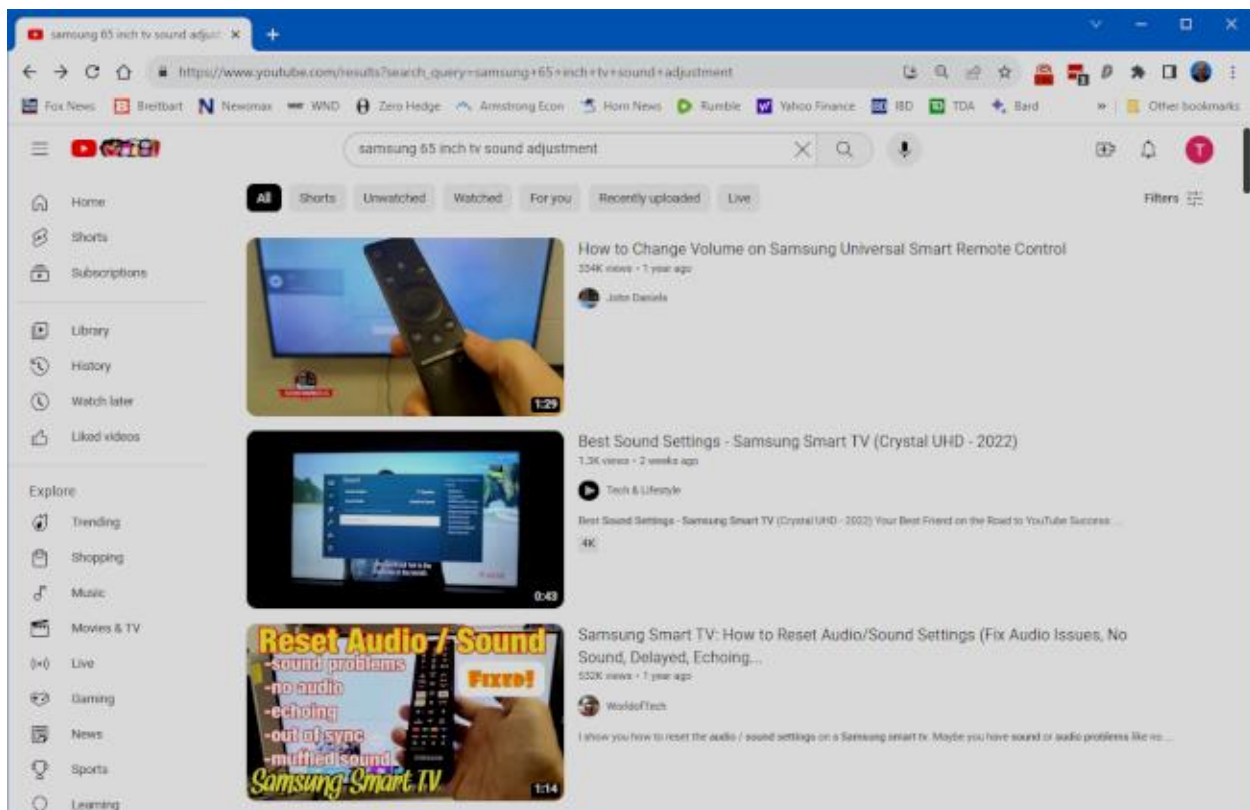 samsung 65 inch tv sound adjust
https://www.youtube.com/results?search_query=samsung+65+inch+tv+sound+adjustment
Fox News Breitbart Newsmax WND Zero Hedge Armstrong Econ Horn News Rumble Yahoo Finance IBD TDA Bard » Other bookmarks
samsung 65 inch tv sound adjustment
T
All Shorts Unwatched Watched For you Recently uploaded Live Filters
Home
Shorts
Subscriptions
Library
History
Watch later
Liked videos
Explore
Trending
Shopping
Music
Movies & TV
Live
Gaming
News
Sports
Learning
How to Change Volume on Samsung Universal Smart Remote Control
334K views • 1 year ago
John Daniels
1:29
Best Sound Settings - Samsung Smart TV (Crystal UHD - 2022)
1.3K views • 2 weeks ago
Tech & Lifestyle
Best Sound Settings - Samsung Smart TV (Crystal UHD - 2022) Your Best Friend on the Road to YouTube Success ...
4K
0:43
Reset Audio / Sound
-sound problems
-no audio
-echoing
-out of sync
-muffled sound
Samsung Smart TV
Fixed!
1:14
Samsung Smart TV: How to Reset Audio/Sound Settings (Fix Audio Issues, No
Sound, Delayed, Echoing...
532K views • 1 year ago
WorldofTech
I show you how to reset the audio / sound settings on a Samsung smart tv. Maybe you have sound or audio problems like no ...